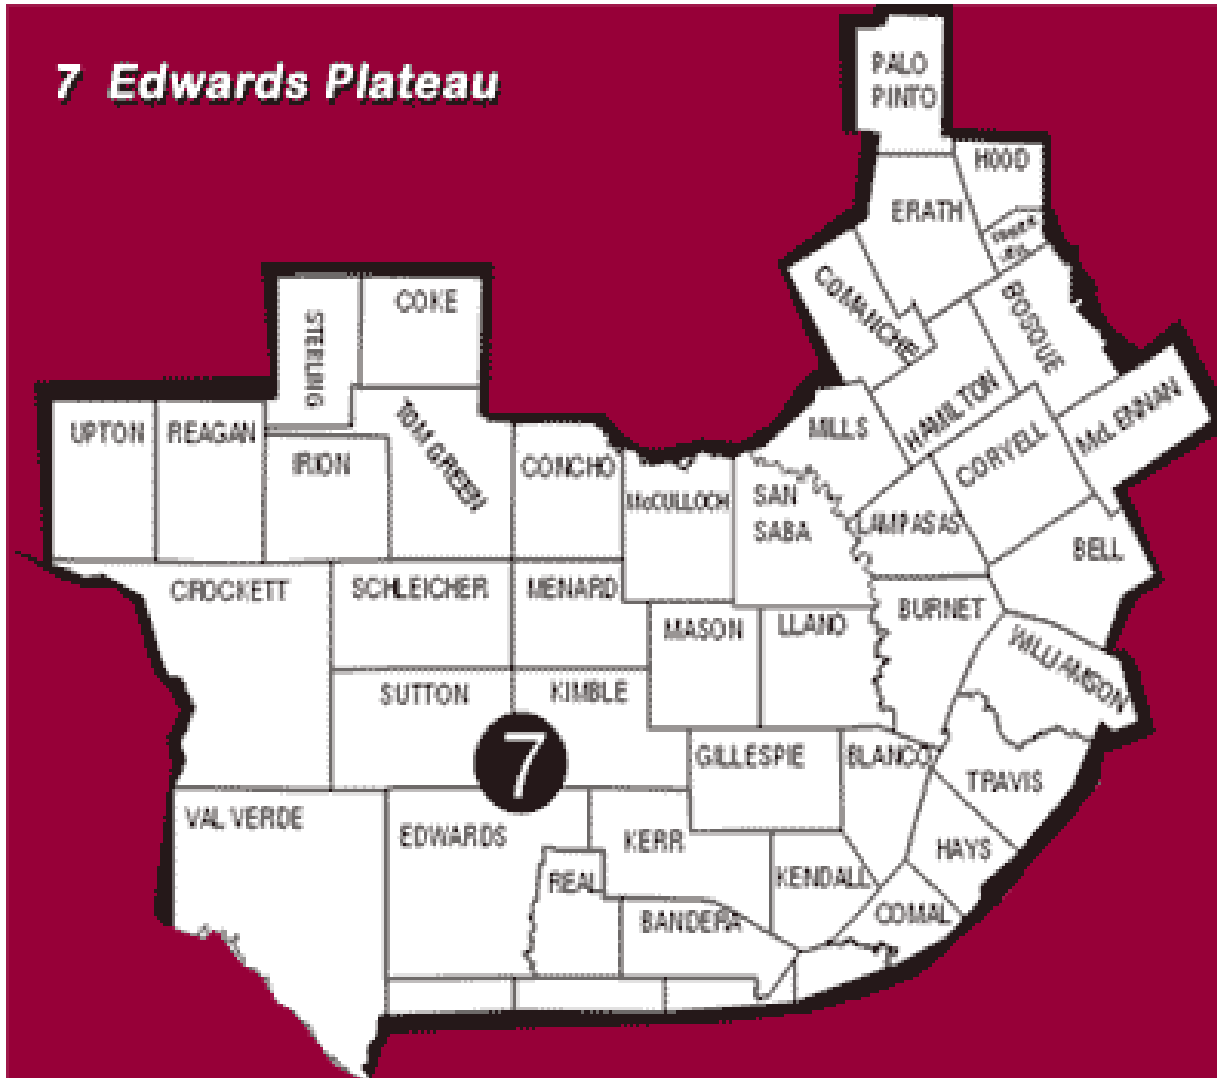 7 Edwards Plateau
PALO
PINTO
HOOD
ERATH
COMANCHE
BOSQUE
STERLING
COKE
UPTON
REAGAN
IRION
TOM GREEN
CONCHO
McCULLOCH
MILLS
HAMILTON
McLENNAN
CORYELL
SAN
SABA
LAMPASAS
BELL
CROCKETT
SCHLEICHER
MENARD
MASON
LLANO
BURNET
WILLIAMSON
SUTTON
KIMBLE
7
GILLESPIE
BLANCO
TRAVIS
VAL VERDE
EDWARDS
KERR
HAYS
REAL
KENDALL
BANDERA
COMAL